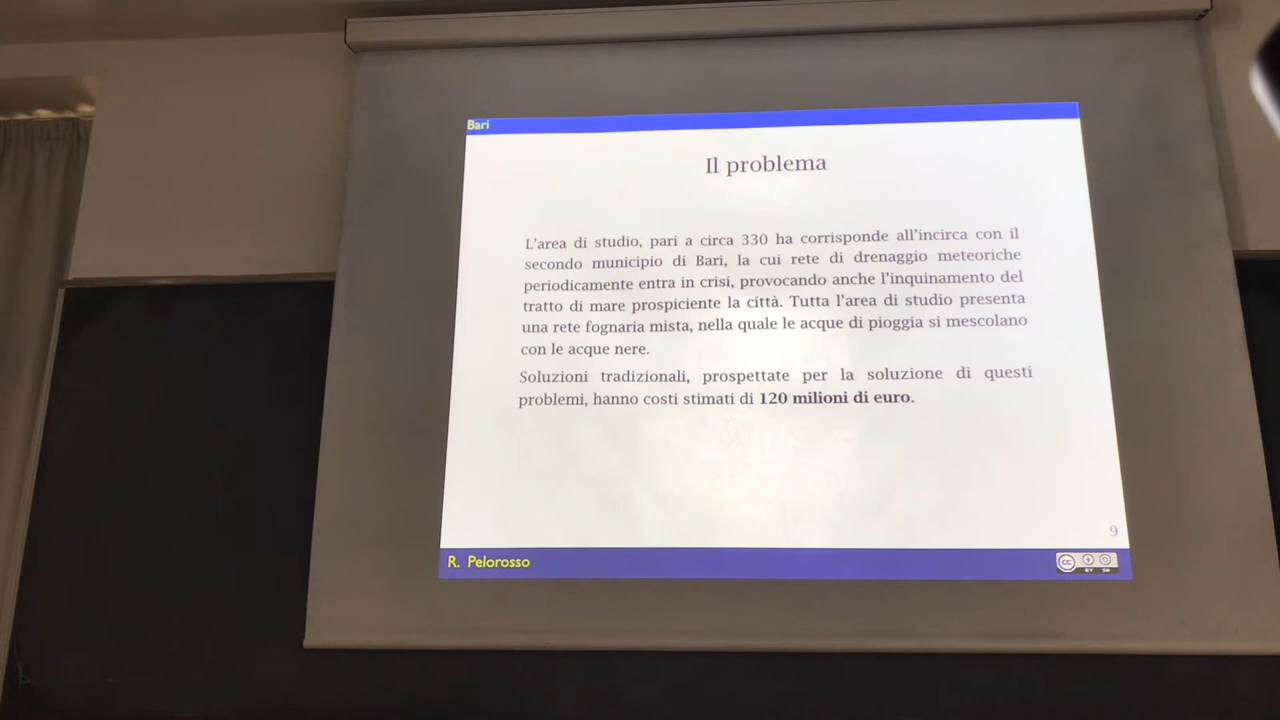 Bari
Il problema
L'area di studio, pari a circa 330 ha corrisponde all'incirca con il
secondo municipio di Bari, la cui rete di drenaggio meteoriche
periodicamente entra in crisi, provocando anche l'inquinamento del
tratto di mare prospiciente la città. Tutta l'area di studio presenta
una rete fognaria mista, nella quale le acque di pioggia si mescolano
con le acque nere.
Soluzioni tradizionali, prospettate per la soluzione di questi
problemi, hanno costi stimati di 120 milioni di euro.
9
R. Pelorosso
cc
BY SA